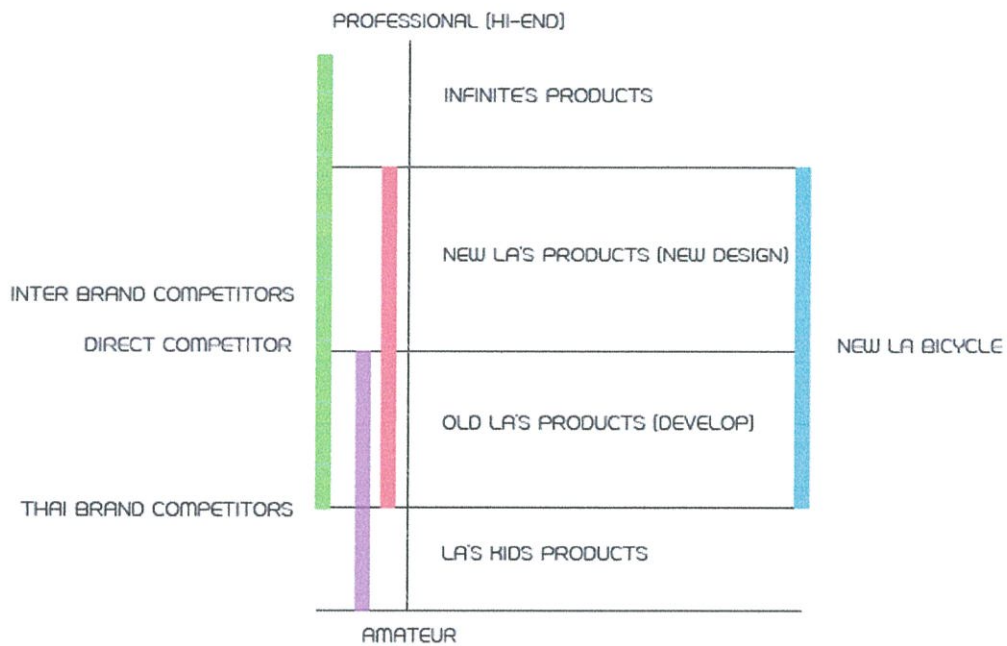 PROFESSIONAL (HI-END)
INFINITE'S PRODUCTS
NEW LA'S PRODUCTS (NEW DESIGN)
INTER BRAND COMPETITORS
DIRECT COMPETITOR
NEW LA BICYCLE
OLD LA'S PRODUCTS (DEVELOP)
THAI BRAND COMPETITORS
LA'S KIDS PRODUCTS
AMATEUR